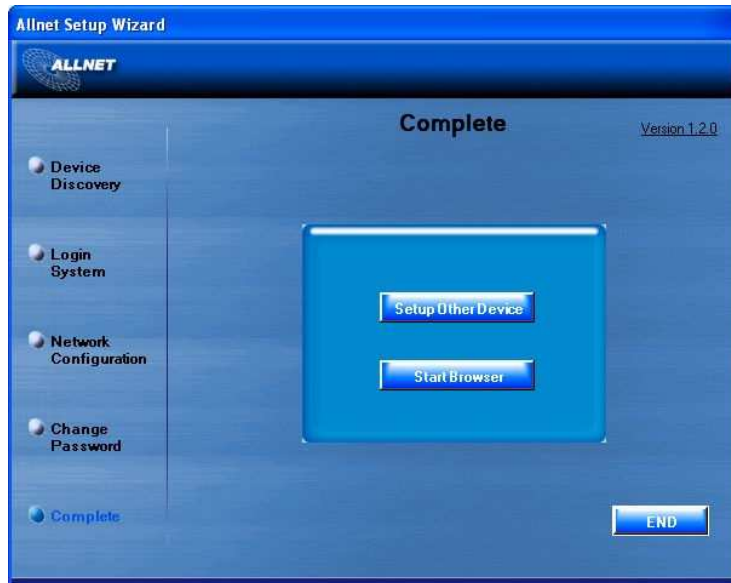 Allnet Setup Wizard
ALLNET
Complete
Version 1.2.0
Device
Discovery
Login
System
Network
Configuration
Change
Password
Complete
Setup Other Device
Start Browser
END